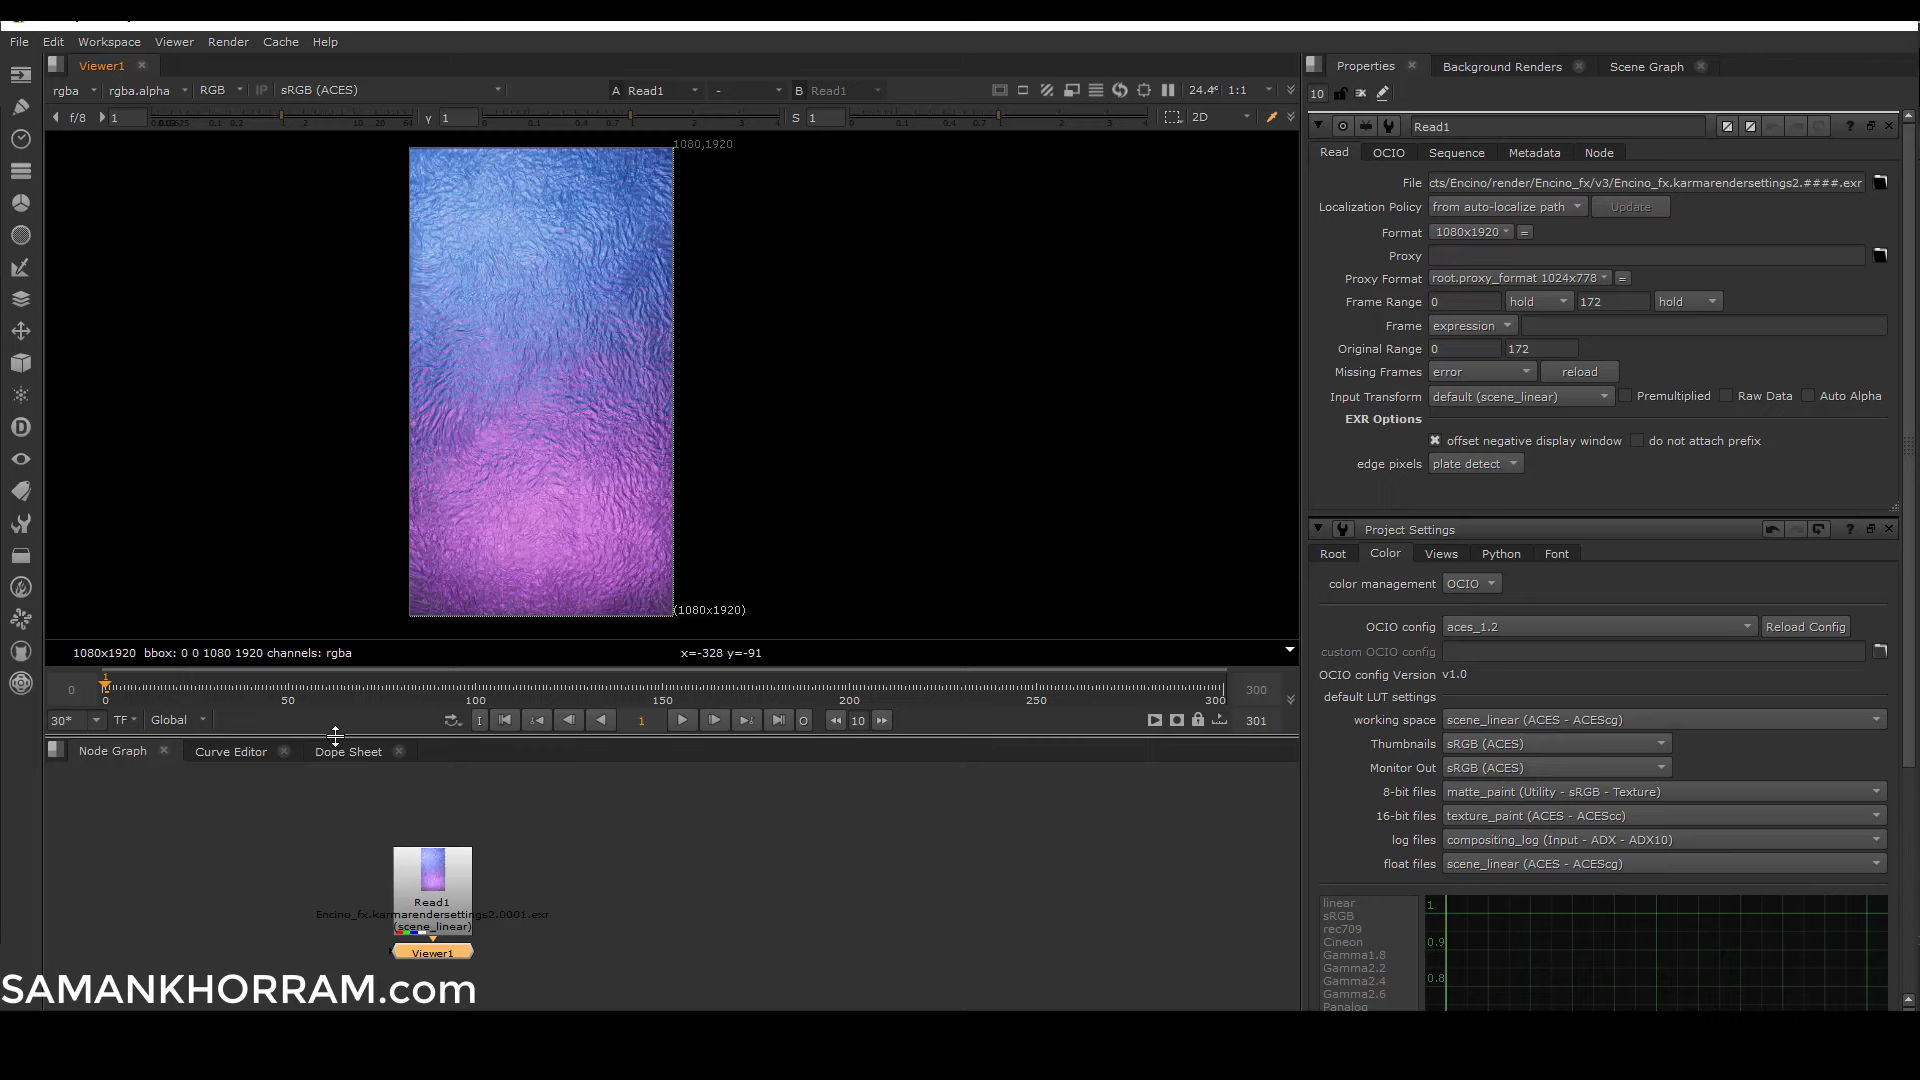 File Edit Workspace Viewer Render Cache Help
Viewer1 Properties Background Renders Scene Graph
rgba rgba.alpha RGB IP sRGB (ACES) A Read1 - B Read1 24.4 1:1
10
f/8 1 γ 1 S 1 2D
Read1
Read OCIO Sequence Metadata Node
1080,1920
File cts/Encino/render/Encino_fx/v3/Encino_fx.karmarendersettings2.####.exr
Localization Policy from auto-localize path Update
Format 1080x1920 =
Proxy
Proxy Format root.proxy_format 1024x778 =
Frame Range 0 hold 172 hold
Frame expression
Original Range 0 172
Missing Frames error reload
Input Transform default (scene_linear) Premultiplied Raw Data Auto Alpha
EXR Options
offset negative display window do not attach prefix
edge pixels plate detect
(1080x1920)
1080x1920 bbox: 0 0 1080 1920 channels: rgba x=-328 y=-91
Project Settings
Root Color Views Python Font
color management OCIO
OCIO config aces_1.2 Reload Config
custom OCIO config
OCIO config Version v1.0
default LUT settings
working space scene_linear (ACES - ACEScg)
Thumbnails sRGB (ACES)
Monitor Out sRGB (ACES)
8-bit files matte_paint (Utility - sRGB - Texture)
16-bit files texture_paint (ACES - ACEScc)
log files compositing_log (Input - ADX - ADX10)
float files scene_linear (ACES - ACEScg)
linear
sRGB
rec709
Cineon
Gamma1.8
Gamma2.2
Gamma2.4
Gamma2.6
Panalog
1
0.9
0.8
1
0 0 50 100 150 200 250 300 300
30* TF Global I 1 O 10 301
Node Graph Curve Editor Dope Sheet
Read1
Encino_fx.karmarendersettings2.0001.exr
(scene_linear)
Viewer1
SAMANKHORRAM.com